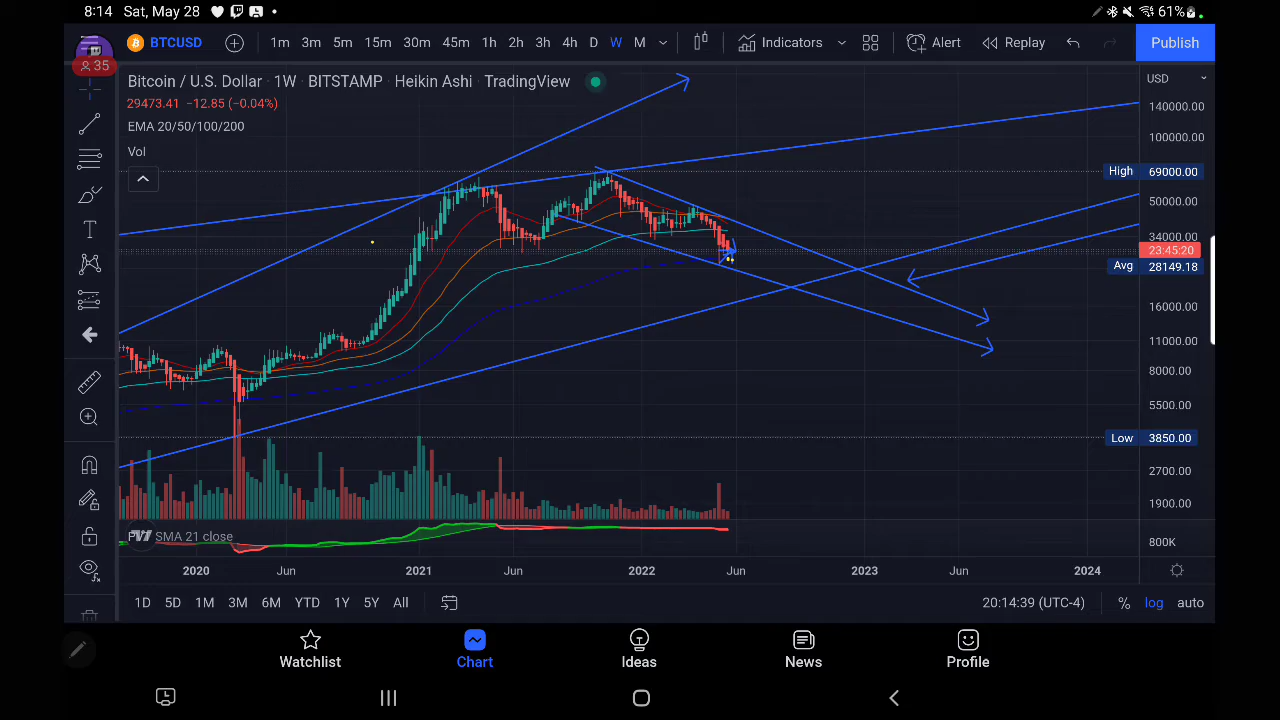 8:14 Sat, May 28 61%
35
BTCUSD 1m 3m 5m 15m 30m 45m 1h 2h 3h 4h D W M Indicators Alert Replay Publish
Bitcoin / U.S. Dollar · 1W · BITSTAMP · Heikin Ashi · TradingView
29473.41 −12.85 (−0.04%)
EMA 20/50/100/200
Vol
USD
140000.00
100000.00
High 69000.00
50000.00
34000.00
23:45:20
Avg 28149.18
16000.00
11000.00
8000.00
5500.00
Low 3850.00
2700.00
1900.00
SMA 21 close
800K
2020 Jun 2021 Jun 2022 Jun 2023 Jun 2024
1D 5D 1M 3M 6M YTD 1Y 5Y All 20:14:39 (UTC-4) % log auto
Watchlist Chart Ideas News Profile